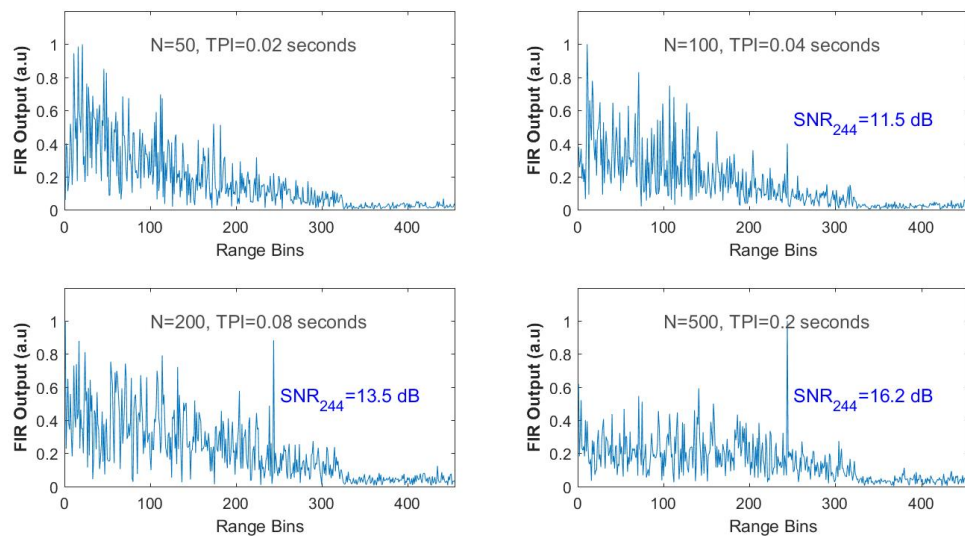 N=50, TPI=0.02 seconds
FIR Output (a.u)
1
0.8
0.6
0.4
0.2
0
0 100 200 300 400
Range Bins
N=100, TPI=0.04 seconds
SNR244=11.5 dB
FIR Output (a.u)
1
0.8
0.6
0.4
0.2
0
0 100 200 300 400
Range Bins
N=200, TPI=0.08 seconds
SNR244=13.5 dB
FIR Output (a.u)
1
0.8
0.6
0.4
0.2
0
0 100 200 300 400
Range Bins
N=500, TPI=0.2 seconds
SNR244=16.2 dB
FIR Output (a.u)
1
0.8
0.6
0.4
0.2
0
0 100 200 300 400
Range Bins